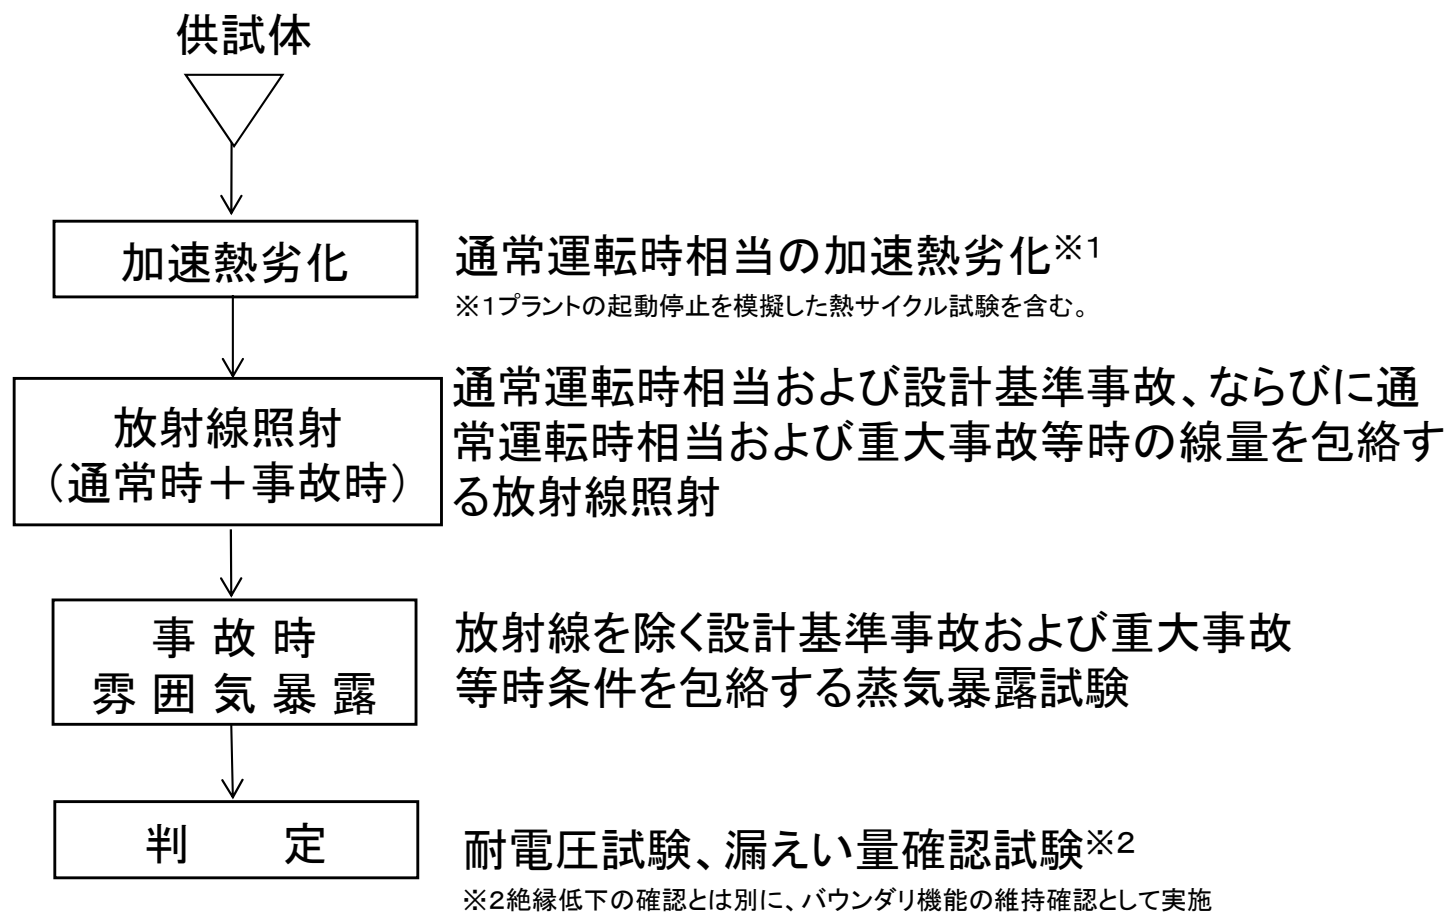 供試体
加速熱劣化
通常運転時相当の加速熱劣化※1
※1プラントの起動停止を模擬した熱サイクル試験を含む。
放射線照射
（通常時＋事故時）
通常運転時相当および設計基準事故、ならびに通
常運転時相当および重大事故等時の線量を包絡す
る放射線照射
事 故 時
雰 囲 気 暴 露
放射線を除く設計基準事故および重大事故
等時条件を包絡する蒸気暴露試験
判　　定
耐電圧試験、漏えい量確認試験※2
※2絶縁低下の確認とは別に、バウンダリ機能の維持確認として実施